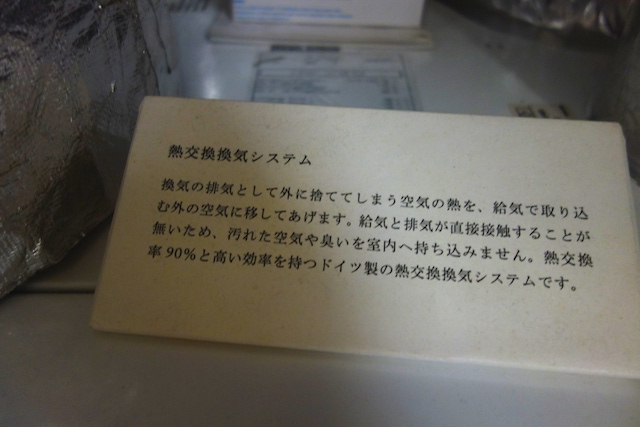 熱交換換気システム
換気の排気として外に捨ててしまう空気の熱を、給気で取り込
む外の空気に移してあげます。給気と排気が直接接触することが
無いため、汚れた空気や臭いを室内へ持ち込みません。熱交換
率90%と高い効率を持つドイツ製の熱交換換気システムです。